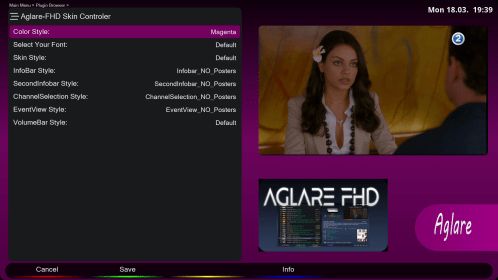 Main Menu • Plugin Browser •
Aglare-FHD Skin Controler
Mon 18.03. 19:39
Color Style: Magenta
Select Your Font: Default
Skin Style: Default
InfoBar Style: Infobar_NO_Posters
SecondInfobar Style: SecondInfobar_NO_Posters
ChannelSelection Style: ChannelSelection_NO_Posters
EventView Style: EventView_NO_Posters
VolumeBar Style: Default
2
AGLARE FHD
Aglare
Cancel Save Info